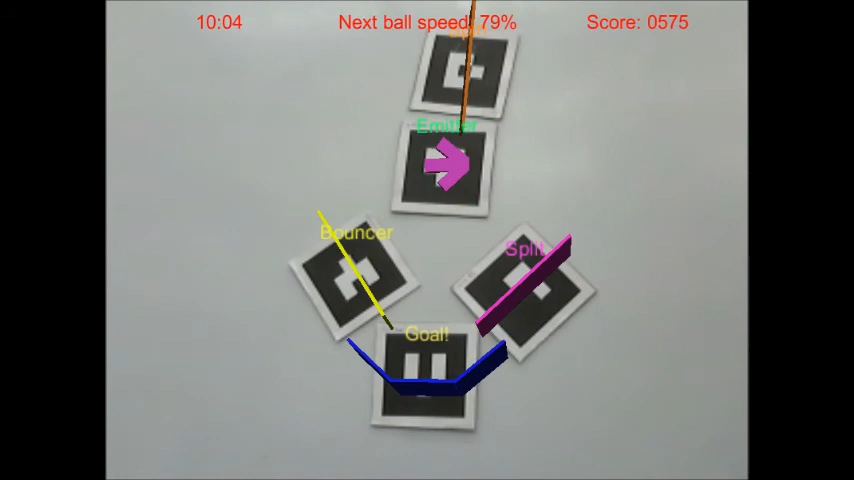 10:04 Next ball speed: 79% Score: 0575
Emitter
Bouncer
Split
Goal!